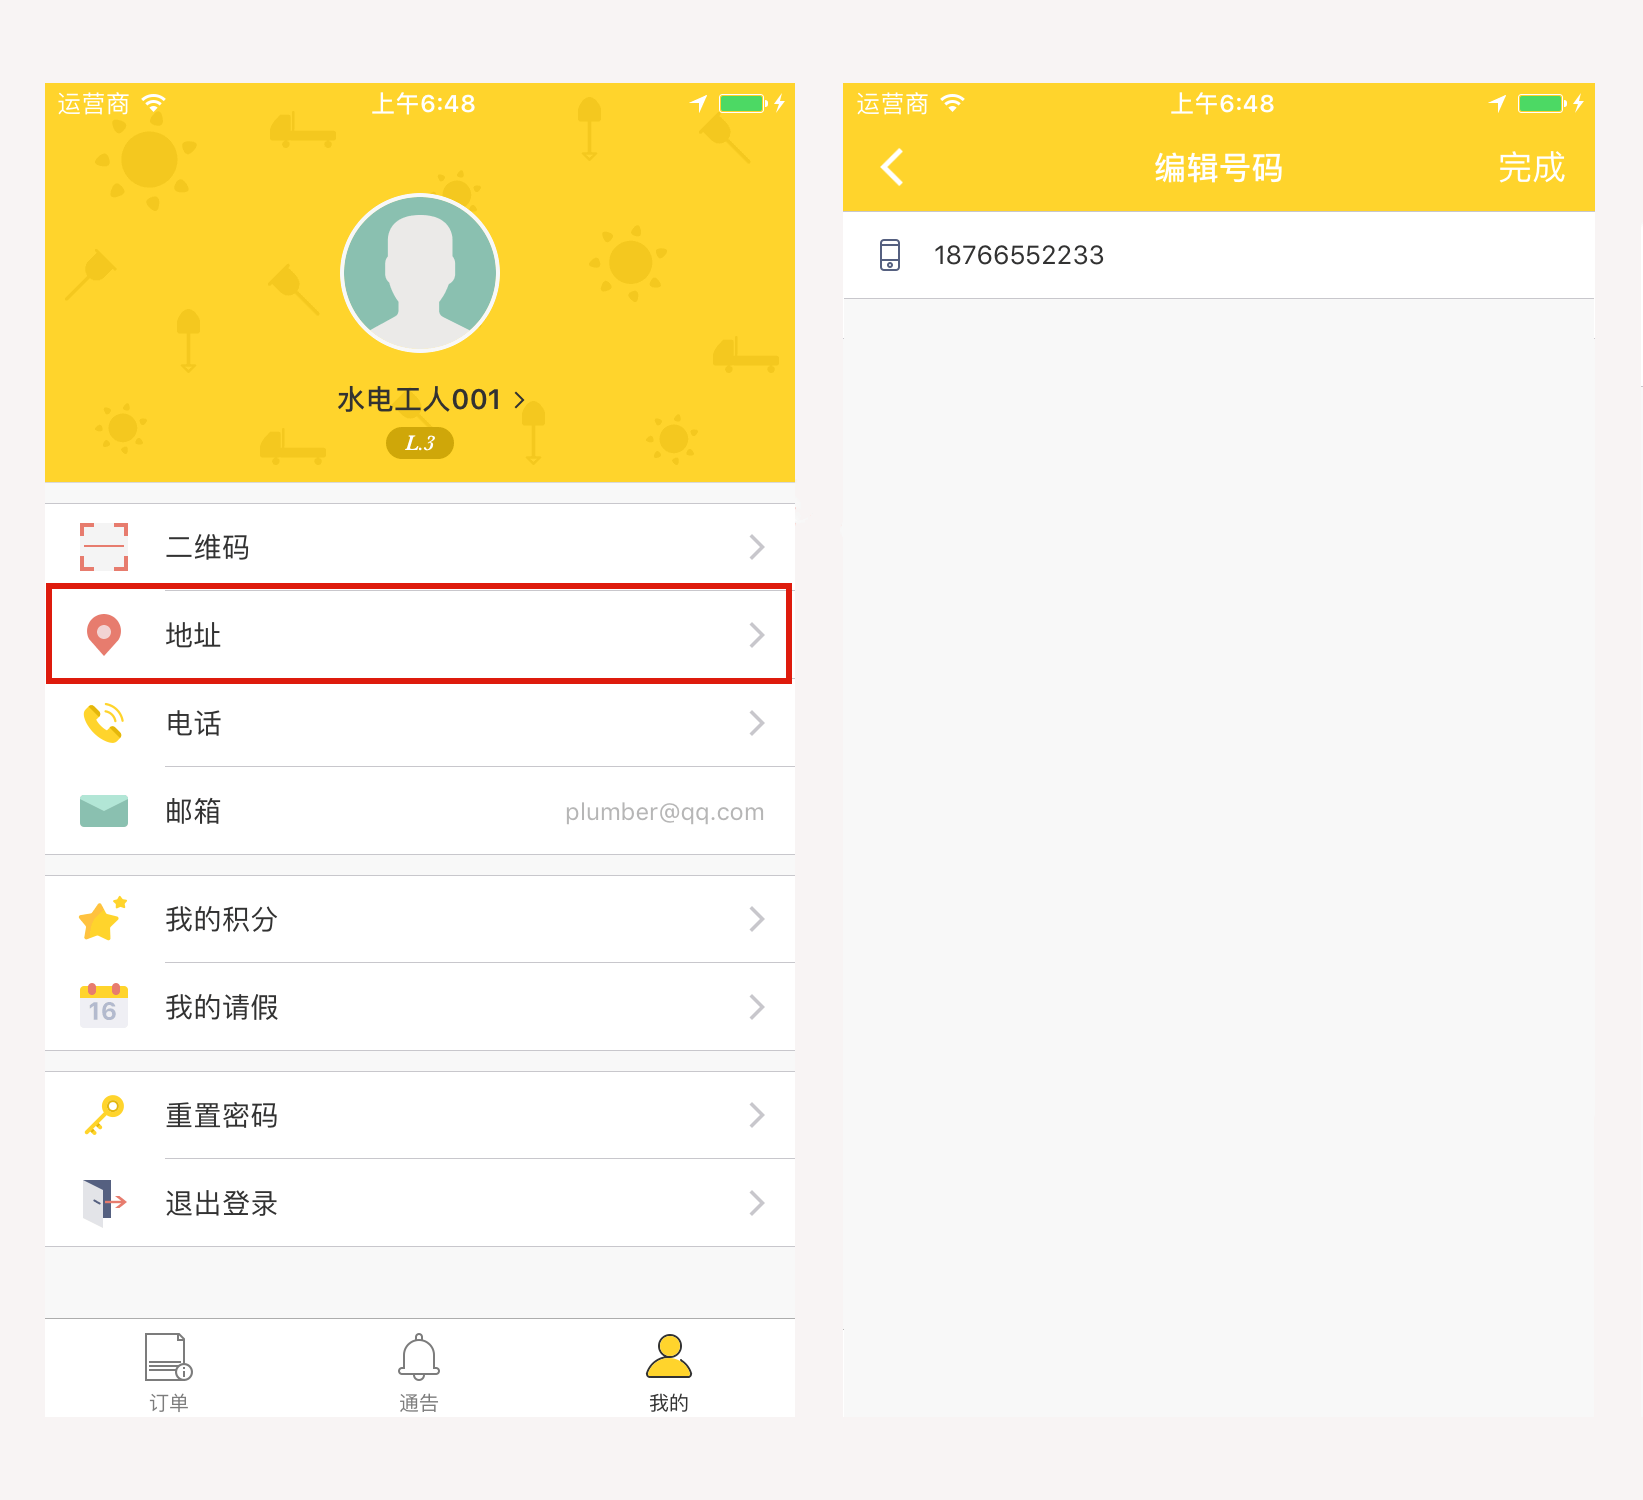 运营商 上午6:48
水电工人001
L.3
二维码
地址
电话
邮箱 plumber@qq.com
我的积分
16 我的请假
重置密码
退出登录
订单 通告 我的
运营商 上午6:48
编辑号码 完成
18766552233